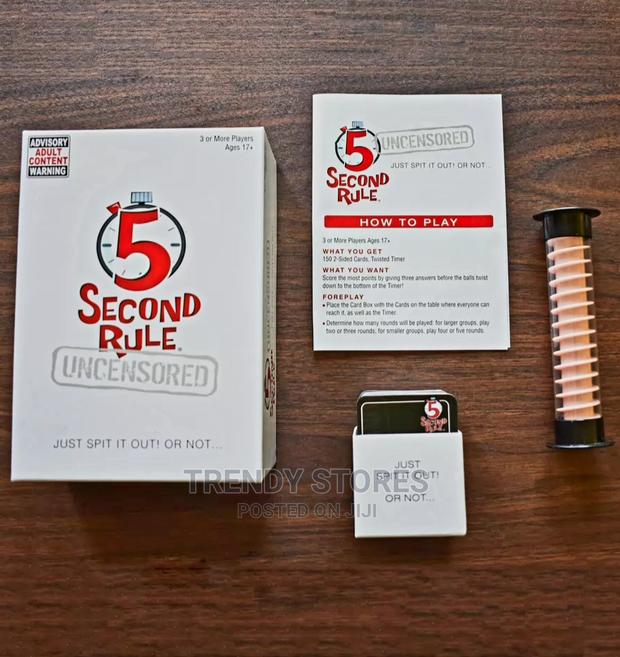 ADVISORY
ADULT
CONTENT
WARNING
3 or More Players
Ages 17+
5
SECOND
RULE
UNCENSORED
JUST SPIT IT OUT! OR NOT...
5
SECOND
RULE
UNCENSORED
JUST SPIT IT OUT! OR NOT...
HOW TO PLAY
3 or More Players Ages 17+
WHAT YOU GET
150 2-Sided Cards, Twisted Timer
WHAT YOU WANT
Score the most points by giving three answers before the balls twist
down to the bottom of the Timer!
FOREPLAY
• Place the Card Box with the Cards on the table where everyone can
reach it, as well as the Timer.
• Determine how many rounds will be played: for larger groups, play
two or three rounds; for smaller groups, play four or five rounds.
5
SECOND
RULE
JUST
SPIT IT OUT!
OR NOT...
TRENDY STORES
POSTED ON JIJI